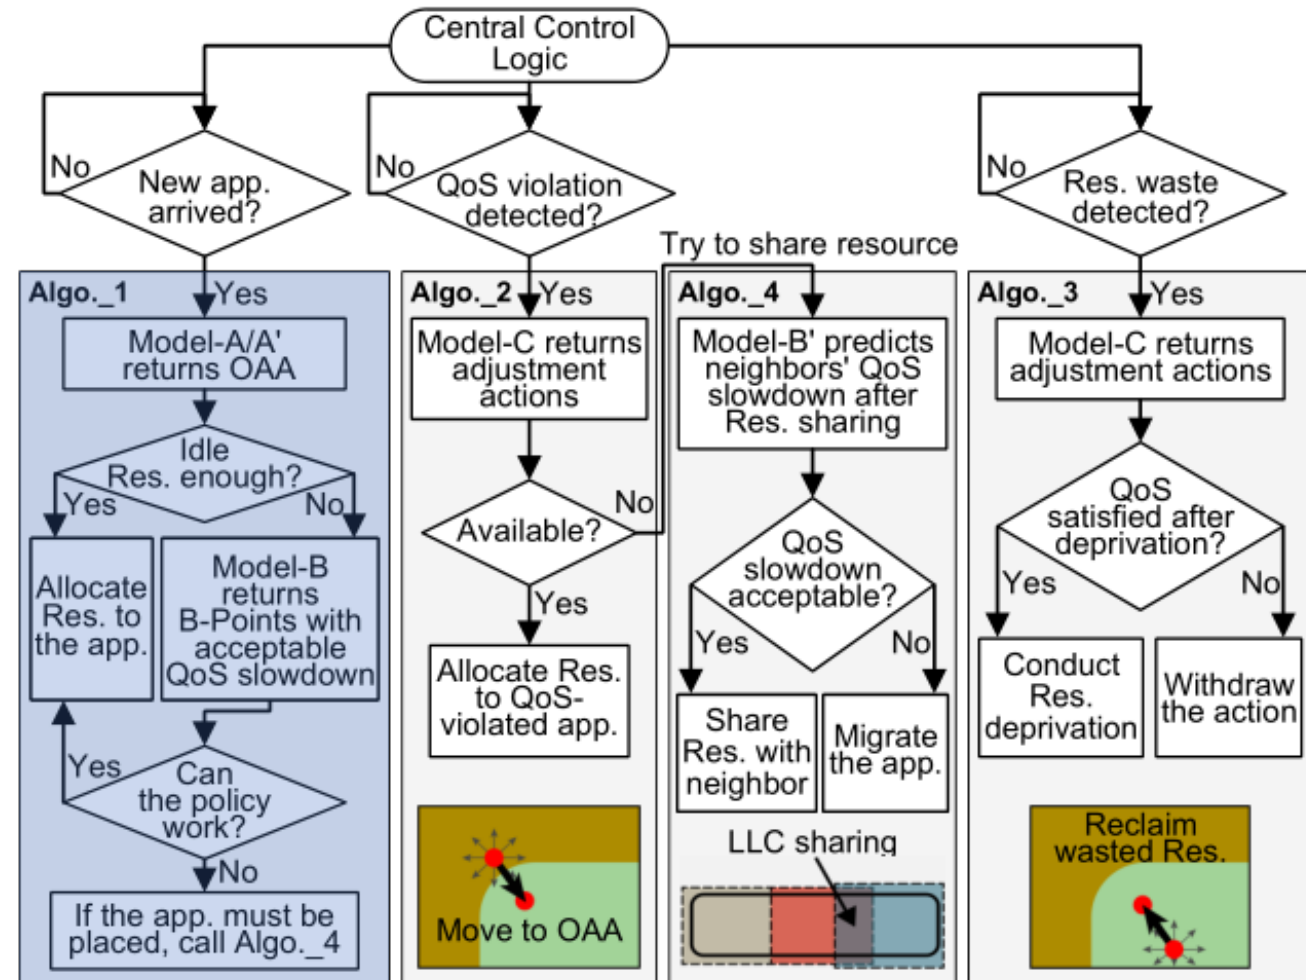 Central Control
Logic
No
New app.
arrived?
No
QoS violation
detected?
No
Res. waste
detected?
Try to share resource
Algo._1
Yes
Model-A/A'
returns OAA
Idle
Res. enough?
Yes
No
Allocate
Res. to
the app.
Model-B
returns
B-Points with
acceptable
QoS slowdown
Yes
Can
the policy
work?
No
If the app. must be
placed, call Algo._4
Algo._2
Yes
Model-C returns
adjustment
actions
No
Available?
Yes
Allocate Res.
to QoS-
violated app.
Move to OAA
Algo._4
Model-B' predicts
neighbors' QoS
slowdown after
Res. sharing
QoS
slowdown
acceptable?
Yes
No
Share
Res. with
neighbor
Migrate
the app.
LLC sharing
Algo._3
Yes
Model-C returns
adjustment actions
QoS
satisfied after
deprivation?
Yes
No
Conduct
Res.
deprivation
Withdraw
the action
Reclaim
wasted Res.